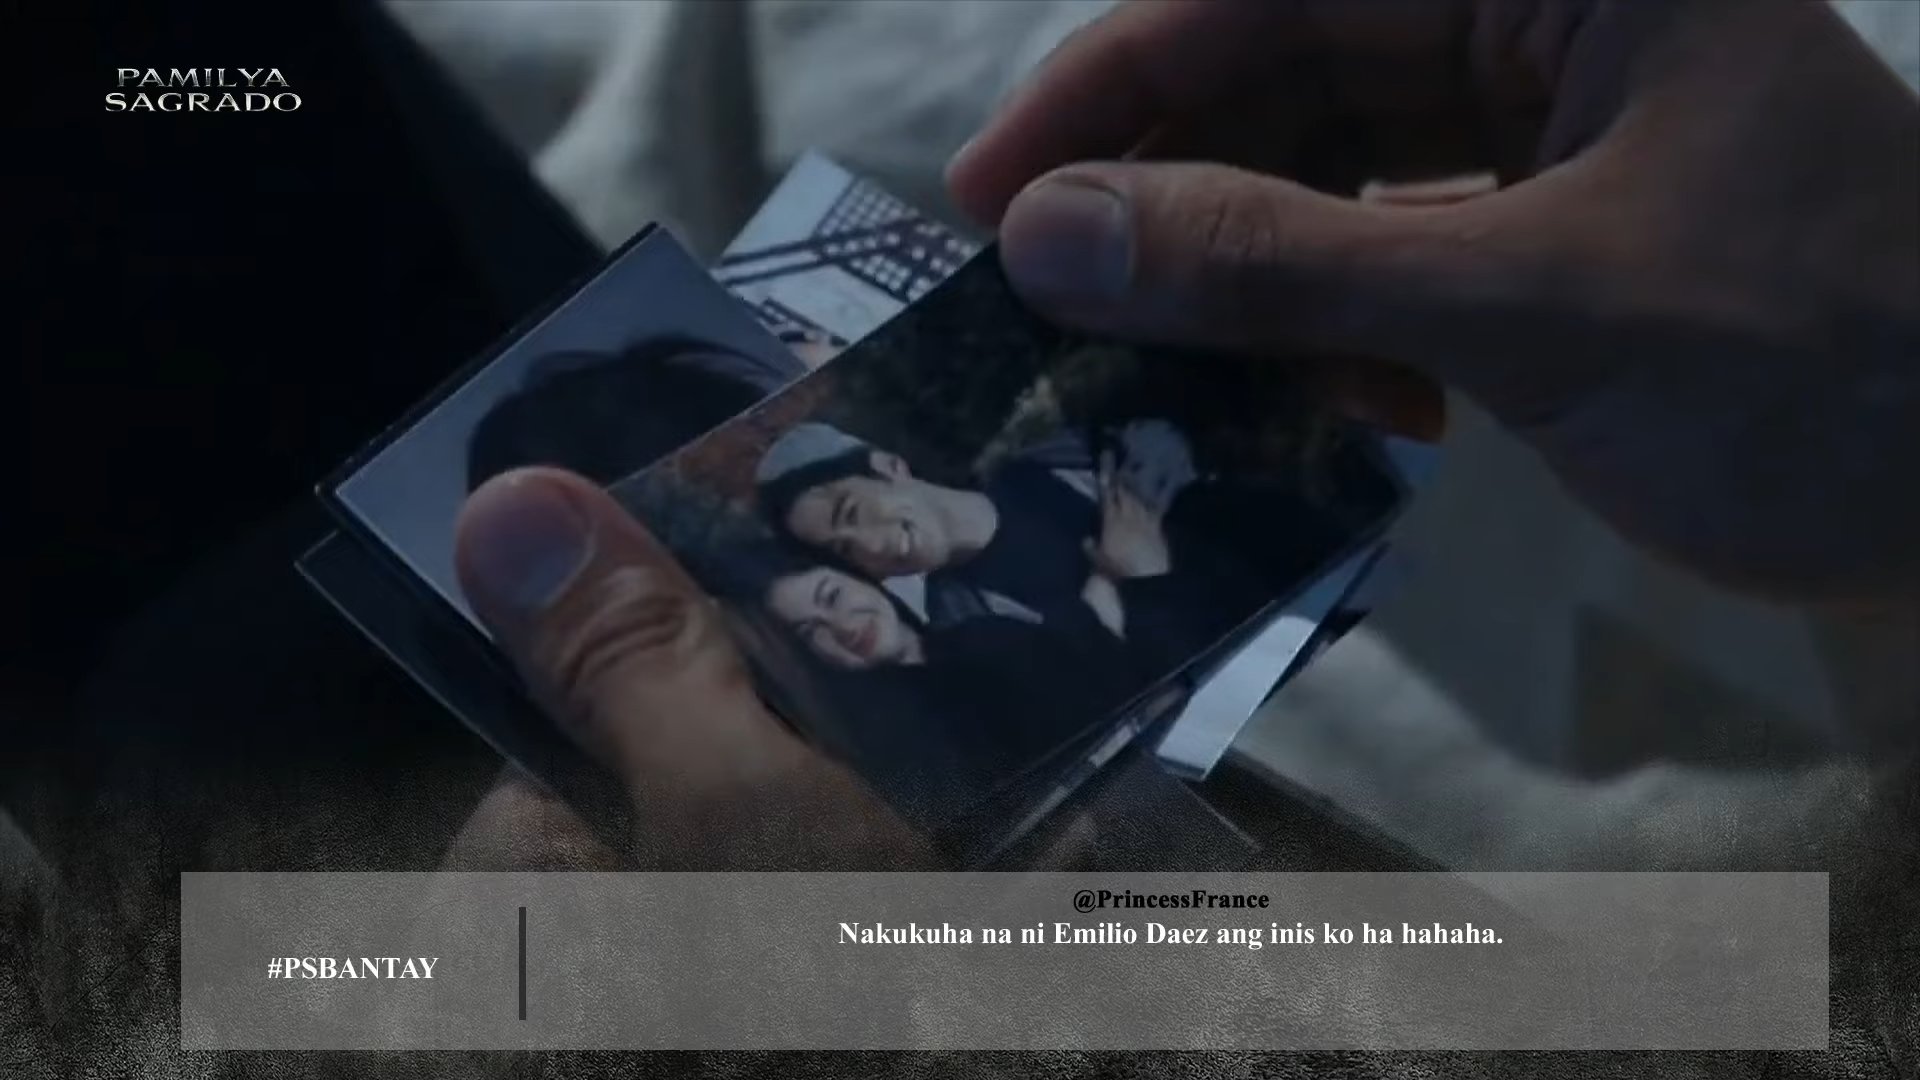 PAMILYA
SAGRADO
@PrincessFrance
Nakukuha na ni Emilio Daez ang inis ko ha hahaha.
#PSBANTAY